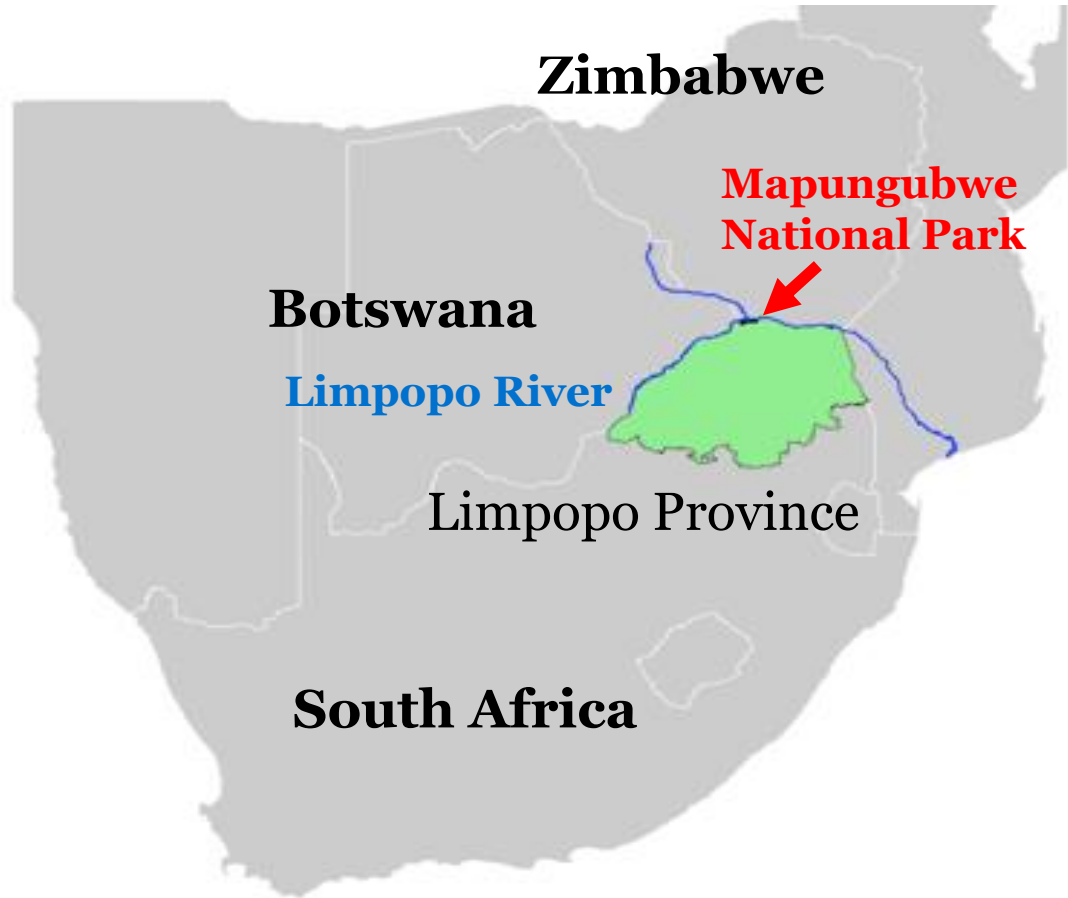 Zimbabwe
Mapungubwe
National Park
Botswana
Limpopo River
Limpopo Province
South Africa